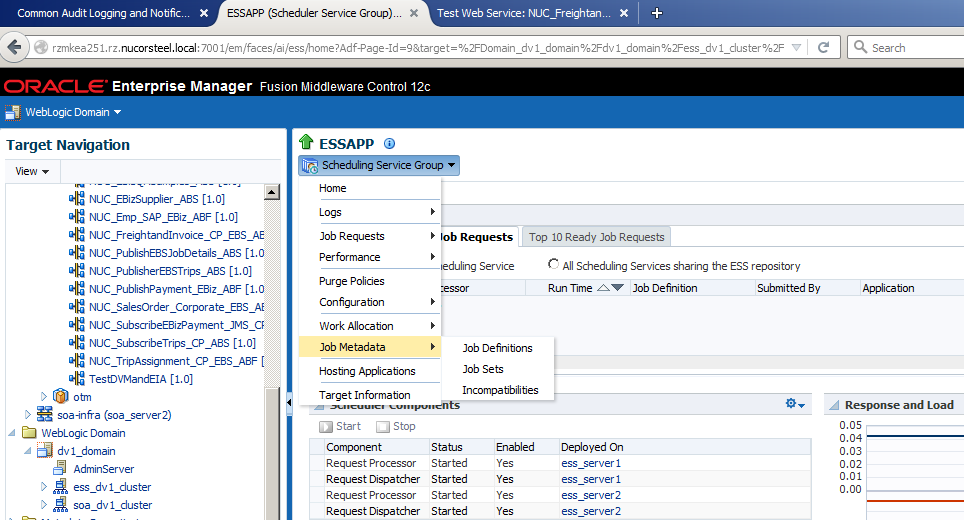 Common Audit Logging and Notific...
ESSAPP (Scheduler Service Group)...
Test Web Service: NUC_Freightan...
rzmkea251.rz.nucorsteel.local:7001/em/faces/ai/ess/home?Adf-Page-Id=9&target=%2FDomain_dv1_domain%2Fdv1_domain%2Fess_dv1_cluster%2F
Search
ORACLE Enterprise Manager Fusion Middleware Control 12c
WebLogic Domain
Target Navigation
View
NUC_EBizSupplier_ABS [1.0]
NUC_Emp_SAP_EBiz_ABF [1.0]
NUC_FreightandInvoice_CP_EBS_AB
NUC_PublishEBSJobDetails_ABS [1.0]
NUC_PublisherEBSTrips_ABS [1.0]
NUC_PublishPayment_EBiz_ABF [1.0]
NUC_SalesOrder_Corporate_EBS_AB
NUC_SubscribeEBizPayment_JMS_CP
NUC_SubscribeTrips_CP_ABS [1.0]
NUC_TripAssignment_CP_EBS_ABF [
TestDVMandEIA [1.0]
otm
soa-infra (soa_server2)
WebLogic Domain
dv1_domain
AdminServer
ess_dv1_cluster
soa_dv1_cluster
ESSAPP
Scheduling Service Group
Home
Logs
Job Requests
Performance
Purge Policies
Configuration
Work Allocation
Job Metadata
Hosting Applications
Target Information
Job Definitions
Job Sets
Incompatibilities
Job Requests
Top 10 Ready Job Requests
Service
All Scheduling Services sharing the ESS repository
Run Time
Job Definition
Submitted By
Application
Scheduler Components
Start
Stop
Component Status Enabled Deployed On
Request Processor Started Yes ess_server1
Request Dispatcher Started Yes ess_server1
Request Processor Started Yes ess_server2
Request Dispatcher Started Yes ess_server2
Response and Load
0.05
0.04
0.03
0.02
0.01
0.00